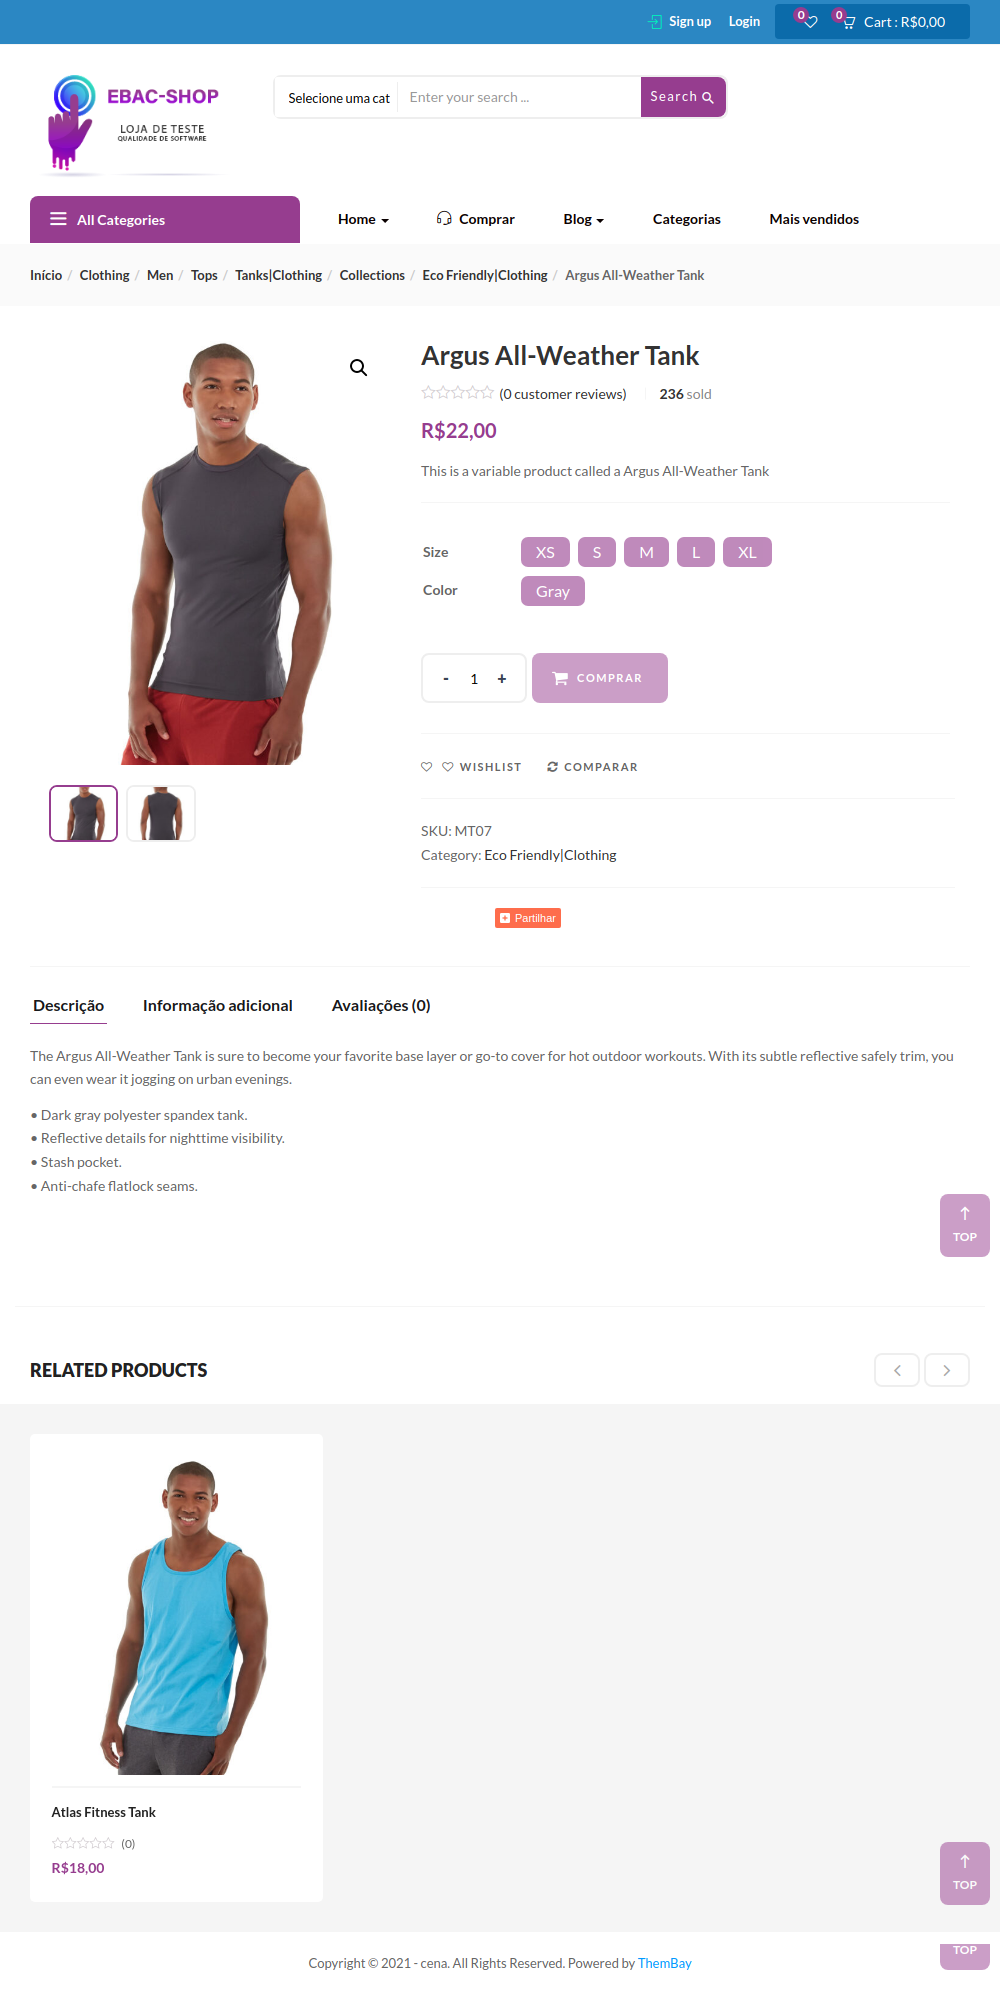 Sign up Login 0 0 Cart : R$0,00
EBAC-SHOP
LOJA DE TESTE
QUALIDADE DE SOFTWARE
Selecione uma cat Enter your search ... Search
All Categories Home Comprar Blog Categorias Mais vendidos
Início / Clothing / Men / Tops / Tanks|Clothing / Collections / Eco Friendly|Clothing / Argus All-Weather Tank
Argus All-Weather Tank
(0 customer reviews) 236 sold
R$22,00
This is a variable product called a Argus All-Weather Tank
Size XS S M L XL
Color Gray
- 1 + COMPRAR
WISHLIST COMPARAR
SKU: MT07
Category: Eco Friendly|Clothing
Partilhar
Descrição Informação adicional Avaliações (0)
The Argus All-Weather Tank is sure to become your favorite base layer or go-to cover for hot outdoor workouts. With its subtle reflective safely trim, you
can even wear it jogging on urban evenings.
• Dark gray polyester spandex tank.
• Reflective details for nighttime visibility.
• Stash pocket.
• Anti-chafe flatlock seams.
TOP
RELATED PRODUCTS
Atlas Fitness Tank
(0)
R$18,00
TOP
Copyright © 2021 - cena. All Rights Reserved. Powered by ThemBay
TOP